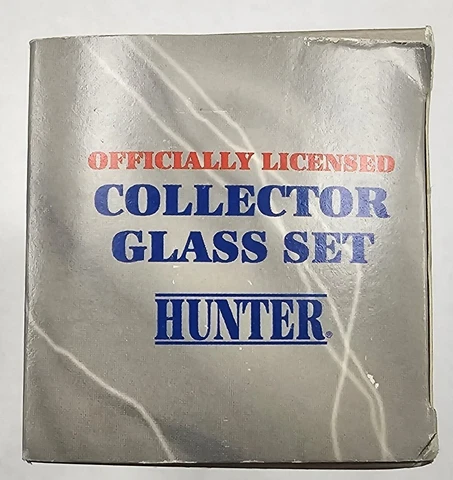 OFFICIALLY LICENSED
COLLECTOR
GLASS SET
HUNTER®